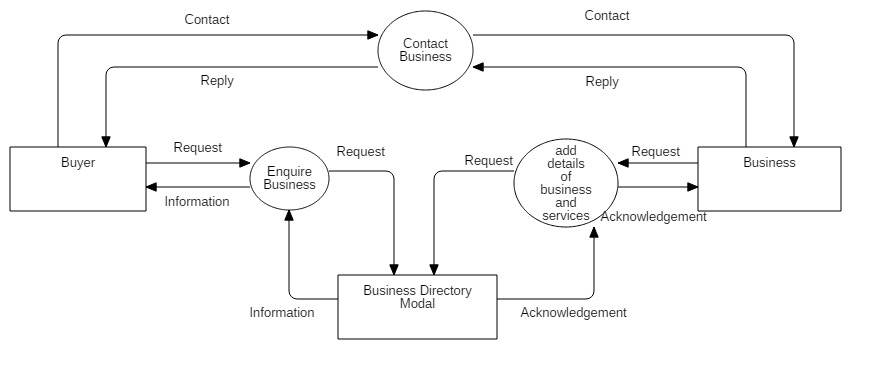 Contact
Contact
Contact
Business
Reply
Reply
Buyer
Request
Enquire
Business
Request
Information
Request
add
details
of
business
and
services
Request
Business
Acknowledgement
Business Directory
Modal
Information
Acknowledgement